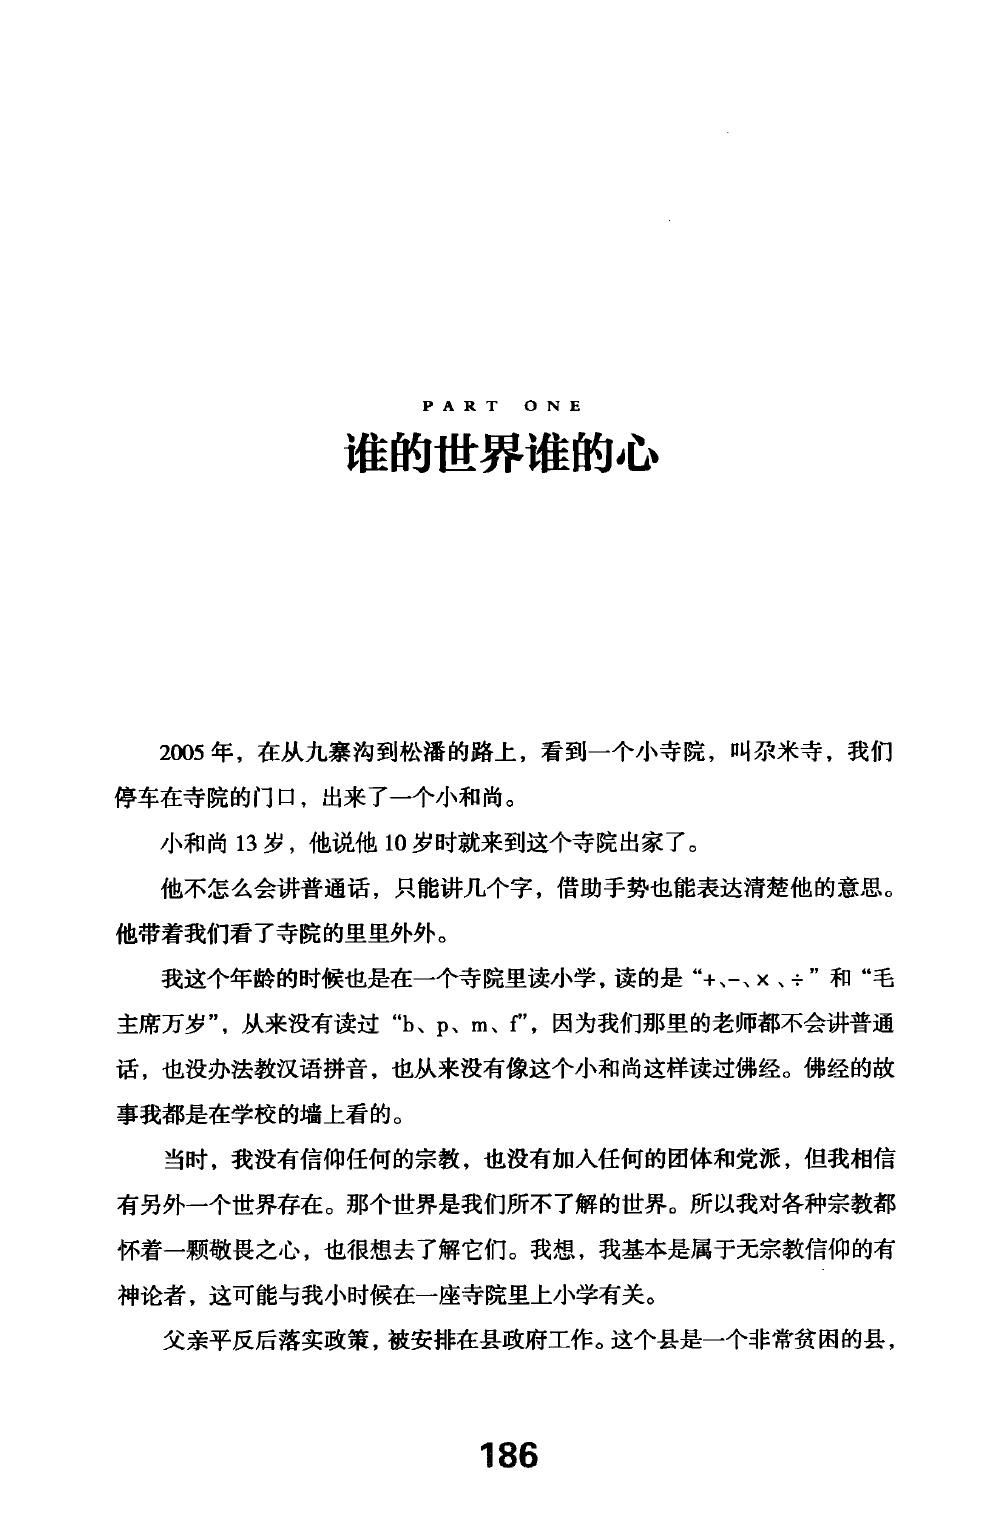 PART ONE
谁的世界谁的心
2005 年，在从九寨沟到松潘的路上，看到一个小寺院，叫尕米寺，我们
停车在寺院的门口，出来了一个小和尚。
小和尚 13 岁，他说他 10 岁时就来到这个寺院出家了。
他不怎么会讲普通话，只能讲几个字，借助手势也能表达清楚他的意思。
他带着我们看了寺院的里里外外。
我这个年龄的时候也是在一个寺院里读小学，读的是“+、-、×、÷”和“毛
主席万岁”，从来没有读过“b、p、m、f”，因为我们那里的老师都不会讲普通
话，也没办法教汉语拼音，也从来没有像这个小和尚这样读过佛经。佛经的故
事我都是在学校的墙上看的。
当时，我没有信仰任何的宗教，也没有加入任何的团体和党派，但我相信
有另外一个世界存在。那个世界是我们所不了解的世界。所以我对各种宗教都
怀着一颗敬畏之心，也很想去了解它们。我想，我基本是属于无宗教信仰的有
神论者，这可能与我小时候在一座寺院里上小学有关。
父亲平反后落实政策，被安排在县政府工作。这个县是一个非常贫困的县，
186